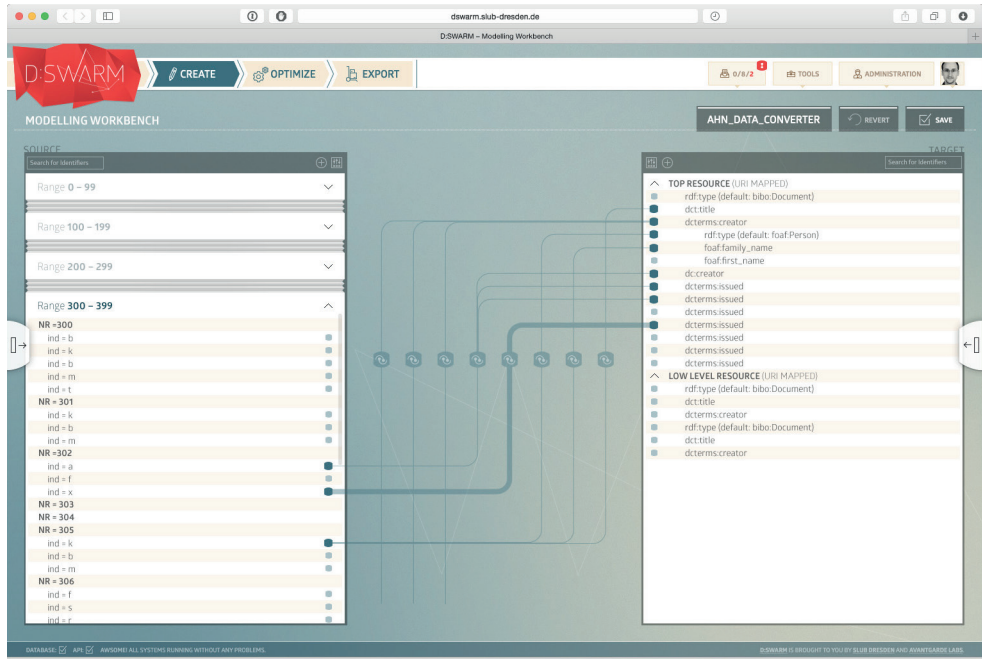 dswarm.slub-dresden.de
D:SWARM – Modelling Workbench
D:SWARM
CREATE
OPTIMIZE
EXPORT
0/8/2
TOOLS
ADMINISTRATION
MODELLING WORKBENCH
AHN_DATA_CONVERTER
REVERT
SAVE
SOURCE
TARGET
Search for Identifiers
Search for Identifiers
Range 0 – 99
Range 100 – 199
Range 200 – 299
Range 300 – 399
NR =300
ind = b
ind = k
ind = b
ind = m
ind = t
NR = 301
ind = k
ind = b
ind = m
NR =302
ind = a
ind = f
ind = x
NR = 303
NR = 304
NR = 305
ind = k
ind = b
ind = m
NR = 306
ind = f
ind = s
ind = r
TOP RESOURCE (URI MAPPED)
rdf:type (default: bibo:Document)
dct:title
dcterms:creator
rdf:type (default: foaf:Person)
foaf:family_name
foaf:first_name
dc:creator
dcterms:issued
dcterms:issued
dcterms:issued
dcterms:issued
dcterms:issued
dcterms:issued
dcterms:issued
LOW LEVEL RESOURCE (URI MAPPED)
rdf:type (default: bibo:Document)
dct:title
dcterms:creator
rdf:type (default: bibo:Document)
dct:title
dcterms:creator
DATABASE: API: AWSOME! ALL SYSTEMS RUNNING WITHOUT ANY PROBLEMS.
D:SWARM IS BROUGHT TO YOU BY SLUB DRESDEN AND AVANTGARDE LABS